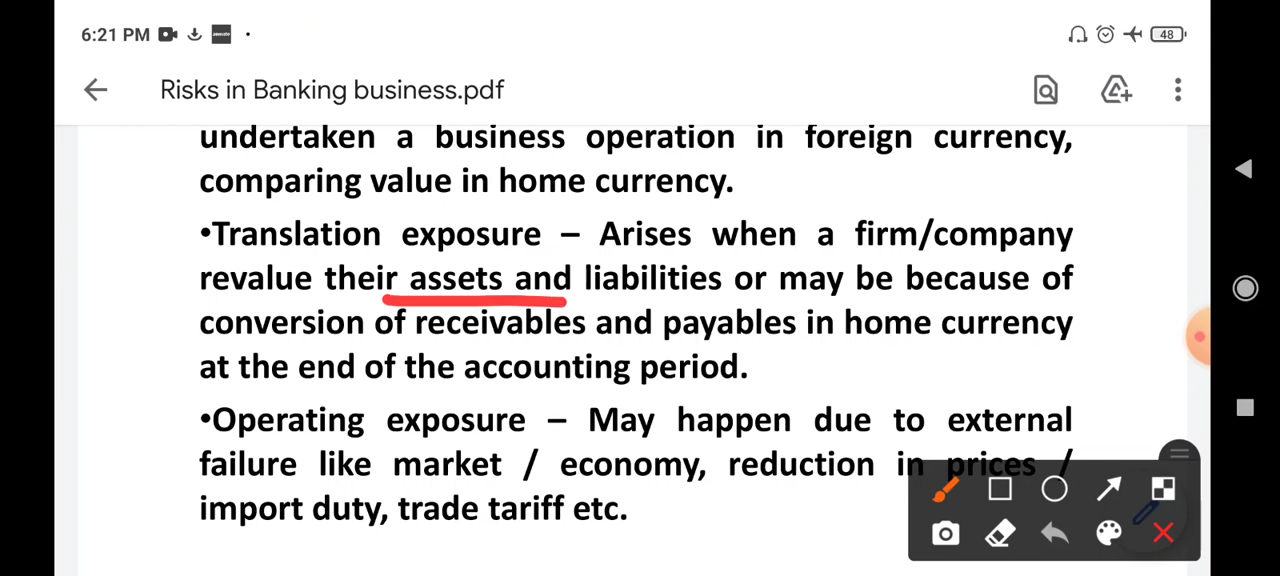 6:21 PM
48
Risks in Banking business.pdf
undertaken a business operation in foreign currency,
comparing value in home currency.
•Translation exposure – Arises when a firm/company
revalue their assets and liabilities or may be because of
conversion of receivables and payables in home currency
at the end of the accounting period.
•Operating exposure – May happen due to external
failure like market / economy, reduction in prices /
import duty, trade tariff etc.